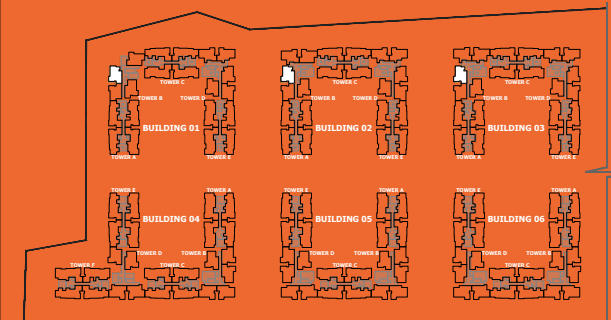 TOWER C
TOWER B TOWER D
BUILDING 01
TOWER A TOWER E
TOWER C
TOWER B TOWER D
BUILDING 02
TOWER A TOWER E
TOWER C
TOWER B TOWER D
BUILDING 03
TOWER A TOWER E
TOWER E TOWER A
BUILDING 04
TOWER D TOWER B
TOWER F TOWER C
TOWER E TOWER A
BUILDING 05
TOWER D TOWER B
TOWER C
TOWER E TOWER A
BUILDING 06
TOWER D TOWER B
TOWER C